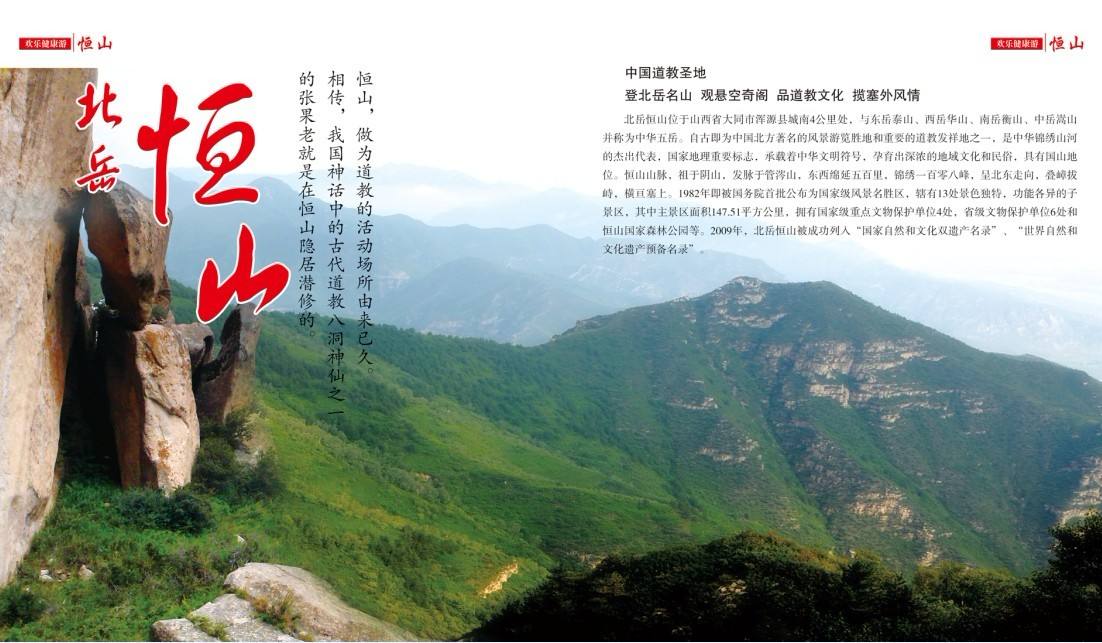 欢乐健康游 恒山
欢乐健康游 恒山
北岳
恒山
恒山，做为道教的活动场所由来已久。
相传，我国神话中的古代道教八洞神仙之一
的张果老就是在恒山隐居潜修的。
中国道教圣地
登北岳名山 观悬空奇阁 品道教文化 揽塞外风情
北岳恒山位于山西省大同市浑源县城南4公里处，与东岳泰山、西岳华山、南岳衡山、中岳嵩山
并称为中华五岳。自古即为中国北方著名的风景游览胜地和重要的道教发祥地之一，是中华锦绣山河
的杰出代表，国家地理重要标志，承载着中华文明符号，孕育出深浓的地域文化和民俗，具有国山地
位。恒山山脉，祖于阴山，发脉于管涔山，东西绵延五百里，锦绣一百零八峰，呈北东走向，叠嶂拔
峙，横亘塞上。1982年即被国务院首批公布为国家级风景名胜区，辖有13处景色独特，功能各异的子
景区，其中主景区面积147.51平方公里，拥有国家级重点文物保护单位4处，省级文物保护单位6处和
恒山国家森林公园等。2009年，北岳恒山被成功列入“国家自然和文化双遗产名录”、“世界自然和
文化遗产预备名录”。